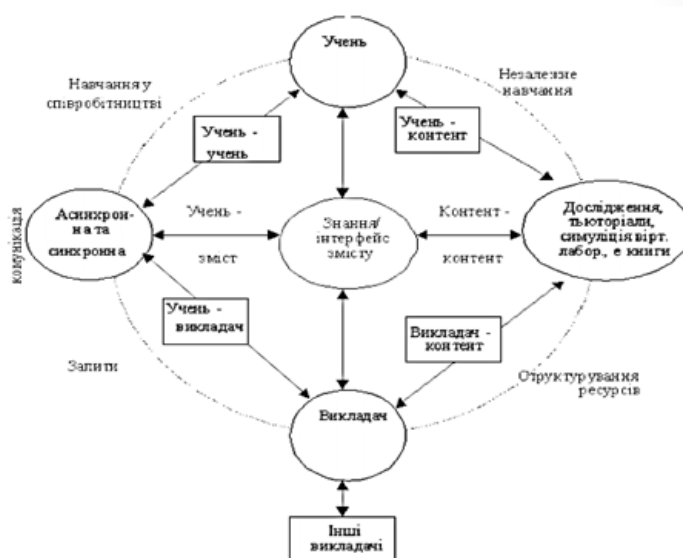 Учень
Навчання у
співробітництві
Незалежне
навчання
Учень -
учень
Учень -
контент
комунікація
Асинхрон-
на та
синхронна
Учень -
зміст
Знання/
інтерфейс
змісту
Контент -
контент
Дослідження,
тьюторіали,
симуляція вірт.
лабор., е книги
Учень -
викладач
Викладач -
контент
Запити
Структурування
ресурсів
Викладач
Інші
викладачі